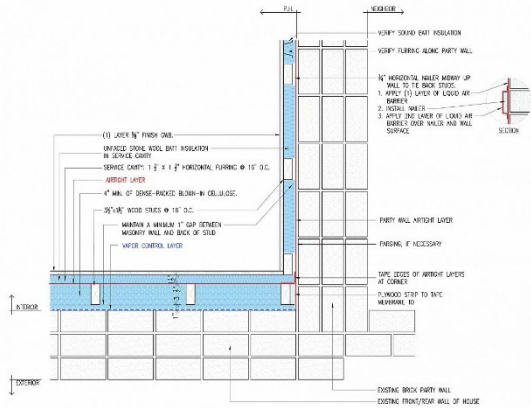 P.H.
NEIGHBOR
VERIFY SOUND BATT INSULATION
VERIFY FURRING ALONG PARTY WALL
¾" HORIZONTAL NAILER MIDWAY UP
WALL TO TIE BACK STUDS.
1. APPLY (1) LAYER OF LIQUID AIR
BARRIER
2. INSTALL NAILER
3. APPLY 2ND LAYER OF LIQUID AIR
BARRIER OVER NAILER AND WALL
SURFACE
SECTION
(1) LAYER ⅝" FINISH GWB.
UNFACED STONE WOOL BATT INSULATION
IN SERVICE CAVITY
SERVICE CAVITY: 1 ½" X 1 ½" HORIZONTAL FURRING @ 16" O.C.
AIRTIGHT LAYER
4" MIN. OF DENSE-PACKED BLOWN-IN CELLULOSE.
WOOD STUDS @ 16" O.C.
MAINTAIN A MINIMUM 1" GAP BETWEEN
MASONRY WALL AND BACK OF STUD
VAPOR CONTROL LAYER
PARTY WALL AIRTIGHT LAYER
PARGING, IF NECESSARY
TAPE EDGES OF AIRTIGHT LAYERS
AT CORNER
PLYWOOD STRIP TO TAPE
MEMBRANE TO
INTERIOR
EXTERIOR
EXISTING BRICK PARTY WALL
EXISTING FRONT/REAR WALL OF HOUSE